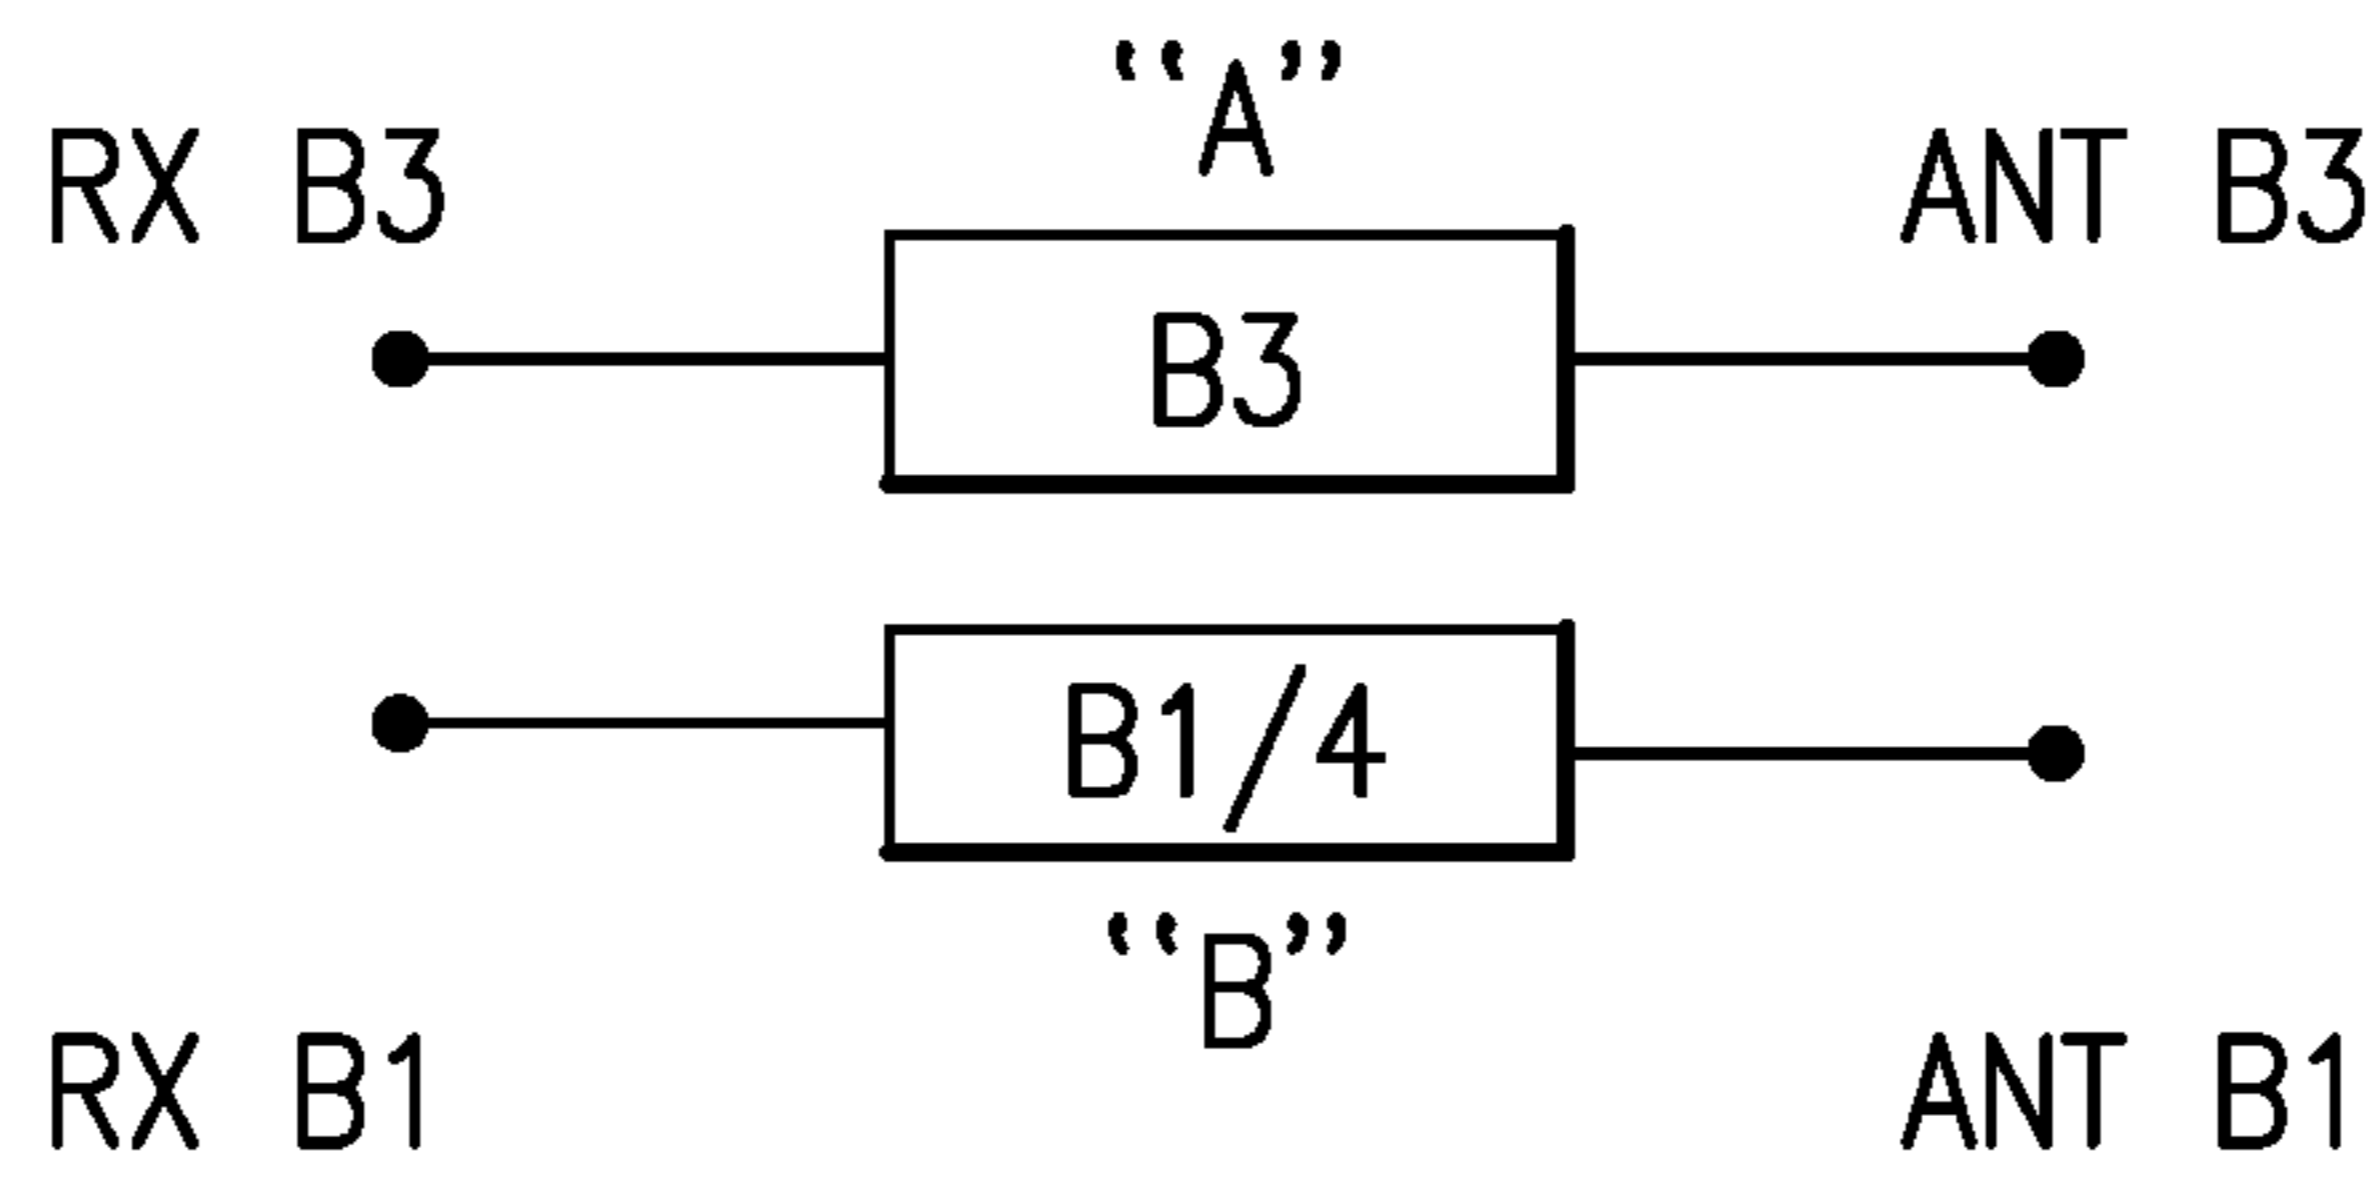 “A”
RX B3
ANT B3
B3
B1/4
“B”
RX B1
ANT B1